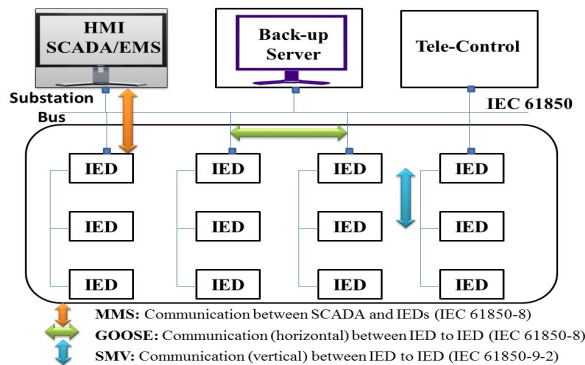 HMI
SCADA/EMS
Back-up
Server
Tele-Control
Substation
Bus
IEC 61850
IED IED IED IED
IED IED IED IED
IED IED IED IED
MMS: Communication between SCADA and IEDs (IEC 61850-8)
GOOSE: Communication (horizontal) between IED to IED (IEC 61850-8)
SMV: Communication (vertical) between IED to IED (IEC 61850-9-2)